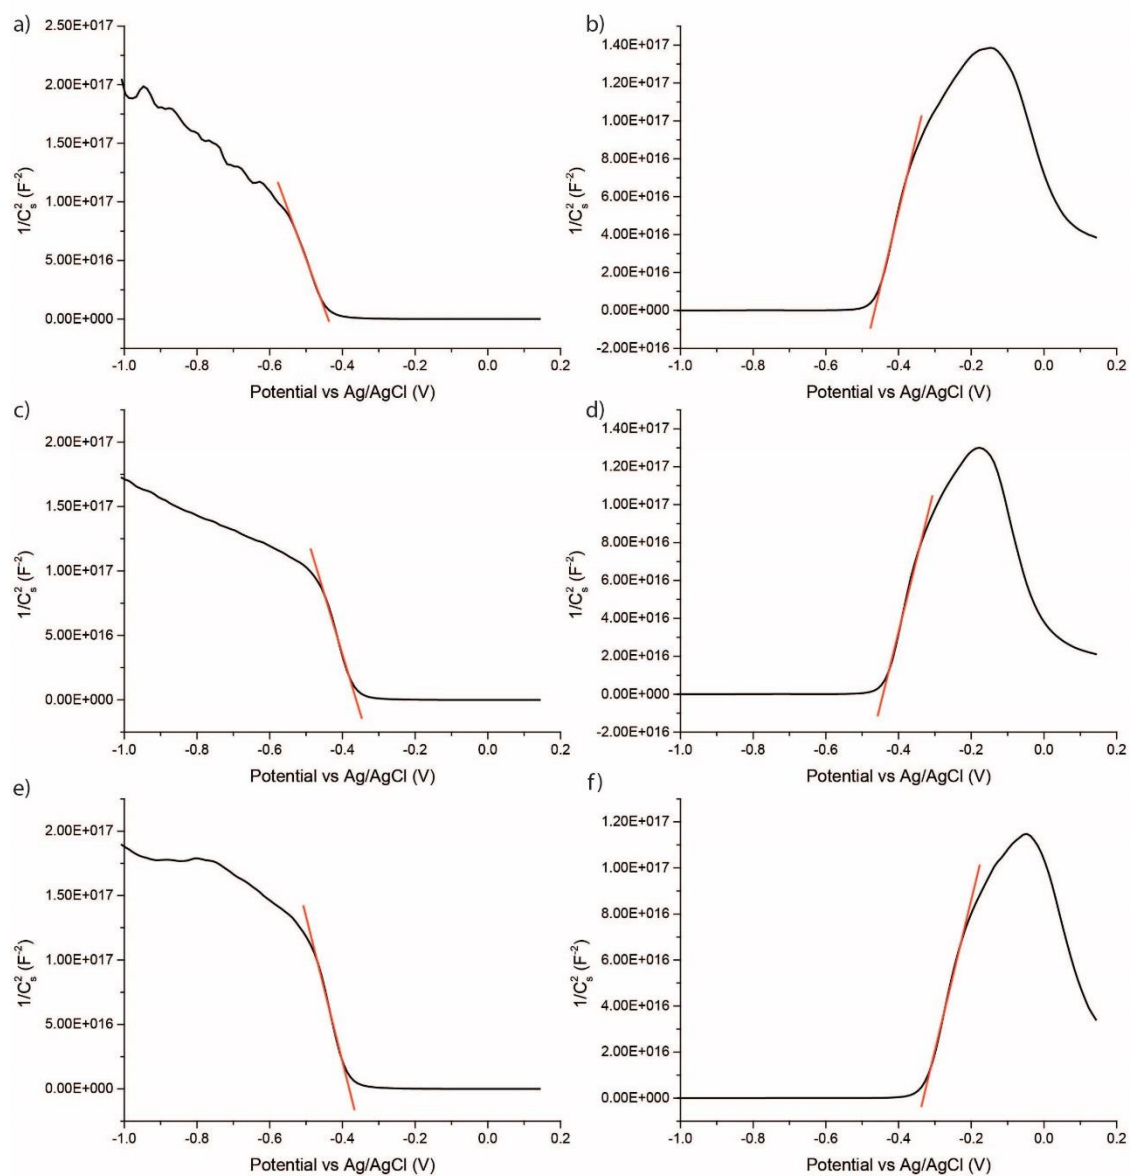 a)
2.50E+017
2.00E+017
1.50E+017
1.00E+017
5.00E+016
0.00E+000
1/C_s^2 (F^-2)
-1.0 -0.8 -0.6 -0.4 -0.2 0.0 0.2
Potential vs Ag/AgCl (V)
b)
1.40E+017
1.20E+017
1.00E+017
8.00E+016
6.00E+016
4.00E+016
2.00E+016
0.00E+000
-2.00E+016
1/C_s^2 (F^-2)
-1.0 -0.8 -0.6 -0.4 -0.2 0.0 0.2
Potential vs Ag/AgCl (V)
c)
2.00E+017
1.50E+017
1.00E+017
5.00E+016
0.00E+000
1/C_s^2 (F^-2)
-1.0 -0.8 -0.6 -0.4 -0.2 0.0 0.2
Potential vs Ag/AgCl (V)
d)
1.40E+017
1.20E+017
1.00E+017
8.00E+016
6.00E+016
4.00E+016
2.00E+016
0.00E+000
-2.00E+016
1/C_s^2 (F^-2)
-1.0 -0.8 -0.6 -0.4 -0.2 0.0 0.2
Potential vs Ag/AgCl (V)
e)
2.00E+017
1.50E+017
1.00E+017
5.00E+016
0.00E+000
1/C_s^2 (F^-2)
-1.0 -0.8 -0.6 -0.4 -0.2 0.0 0.2
Potential vs Ag/AgCl (V)
f)
1.20E+017
1.00E+017
8.00E+016
6.00E+016
4.00E+016
2.00E+016
0.00E+000
1/C_s^2 (F^-2)
-1.0 -0.8 -0.6 -0.4 -0.2 0.0 0.2
Potential vs Ag/AgCl (V)